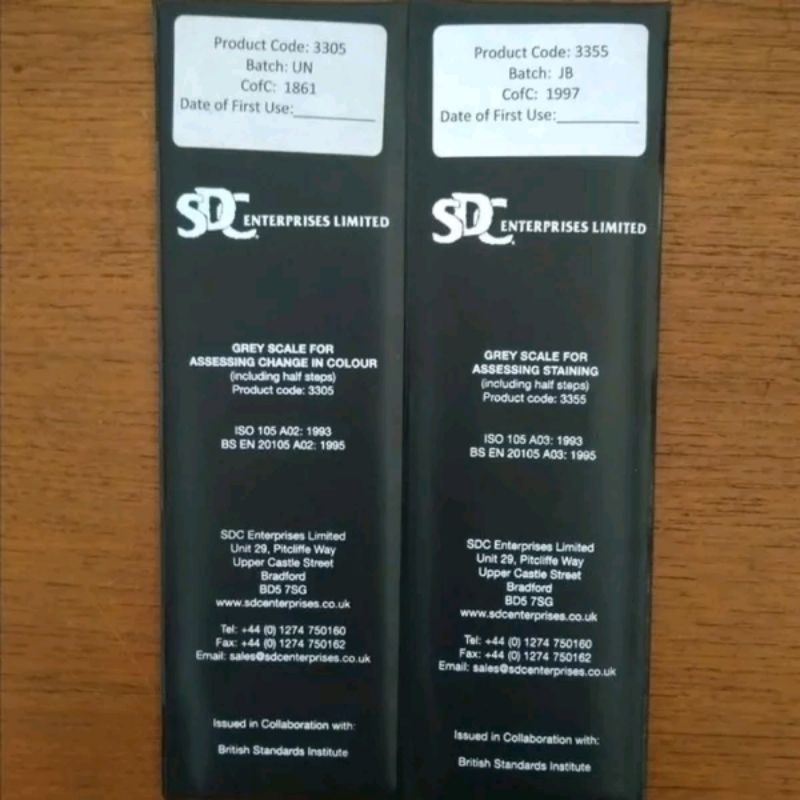 Product Code: 3305
Batch: UN
CofC: 1861
Date of First Use:__________
SDC ENTERPRISES LIMITED
GREY SCALE FOR
ASSESSING CHANGE IN COLOUR
(including half steps)
Product code: 3305
ISO 105 A02: 1993
BS EN 20105 A02: 1995
SDC Enterprises Limited
Unit 29, Pitcliffe Way
Upper Castle Street
Bradford
BD5 7SG
www.sdcenterprises.co.uk
Tel: +44 (0) 1274 750160
Fax: +44 (0) 1274 750162
Email: sales@sdcenterprises.co.uk
Issued in Collaboration with:
British Standards Institute
Product Code: 3355
Batch: JB
CofC: 1997
Date of First Use:__________
SDC ENTERPRISES LIMITED
GREY SCALE FOR
ASSESSING STAINING
(including half steps)
Product code: 3355
ISO 105 A03: 1993
BS EN 20105 A03: 1995
SDC Enterprises Limited
Unit 29, Pitcliffe Way
Upper Castle Street
Bradford
BD5 7SG
www.sdcenterprises.co.uk
Tel: +44 (0) 1274 750160
Fax: +44 (0) 1274 750162
Email: sales@sdcenterprises.co.uk
Issued in Collaboration with:
British Standards Institute